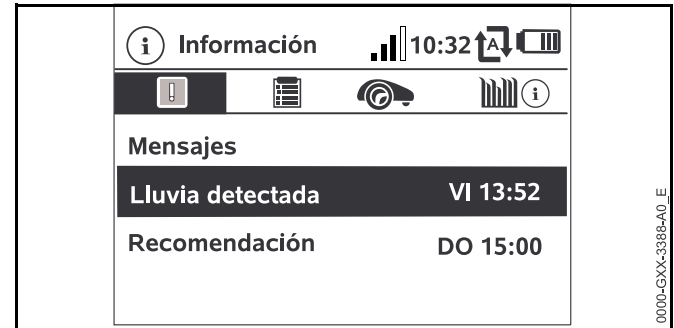 i Información 10:32 A
! i
Mensajes
Lluvia detectada VI 13:52
Recomendación DO 15:00
0000-GXX-3388-A0_E